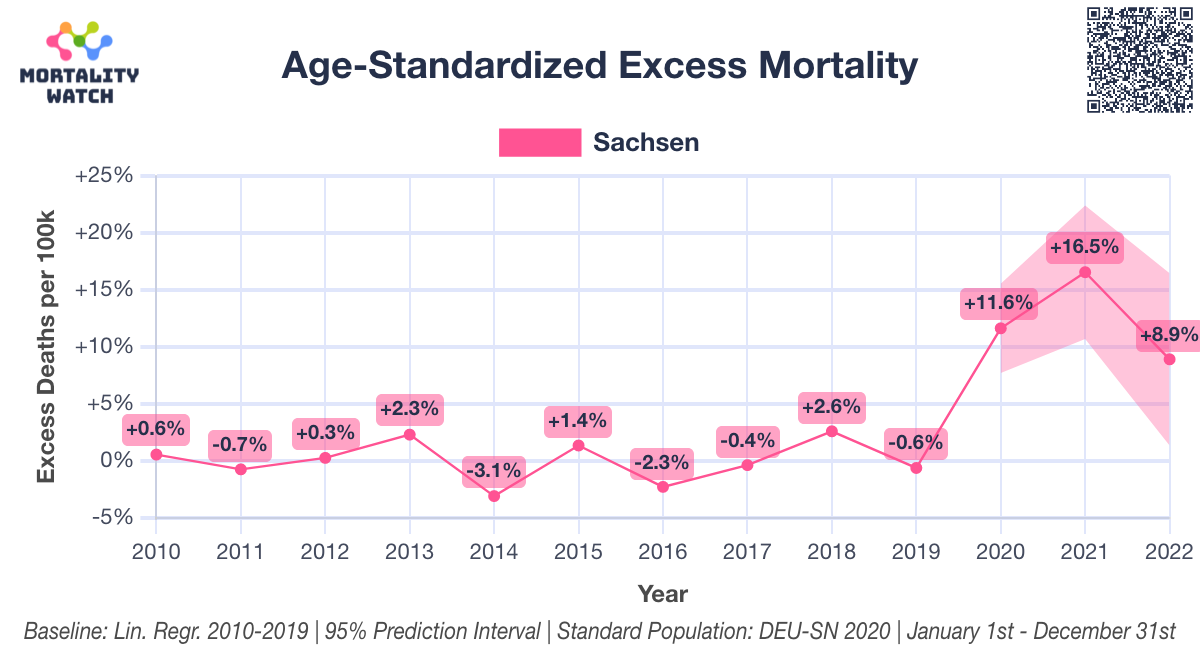 MORTALITY
WATCH
Age-Standardized Excess Mortality
Sachsen
+25%
+20%
+15%
+10%
+5%
0%
-5%
Excess Deaths per 100k
+0.6%
-0.7%
+0.3%
+2.3%
-3.1%
+1.4%
-2.3%
-0.4%
+2.6%
-0.6%
+11.6%
+16.5%
+8.9%
2010 2011 2012 2013 2014 2015 2016 2017 2018 2019 2020 2021 2022
Year
Baseline: Lin. Regr. 2010-2019 | 95% Prediction Interval | Standard Population: DEU-SN 2020 | January 1st - December 31st